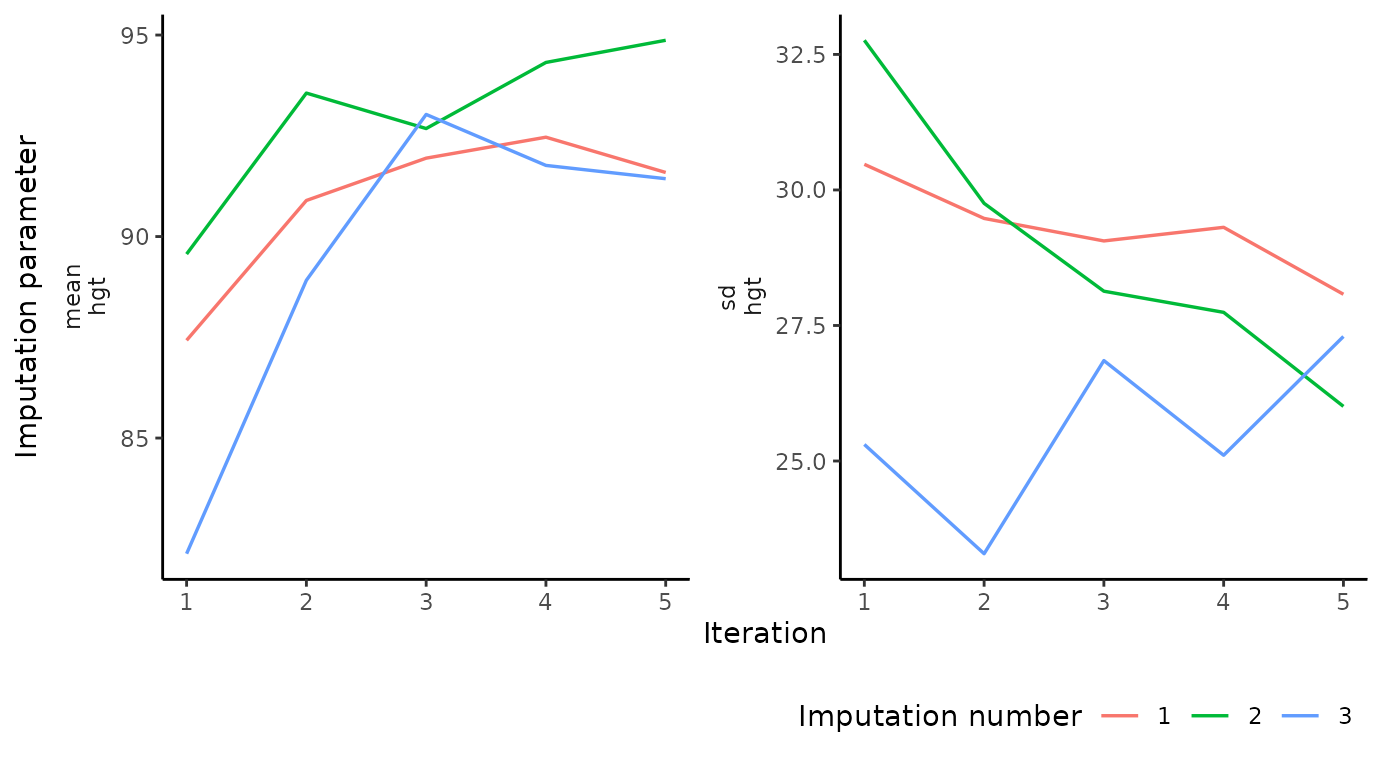 Imputation parameter
mean
hgt
95
90
85
1 2 3 4 5
sd
hgt
32.5
30.0
27.5
25.0
1 2 3 4 5
Iteration
Imputation number 1 2 3